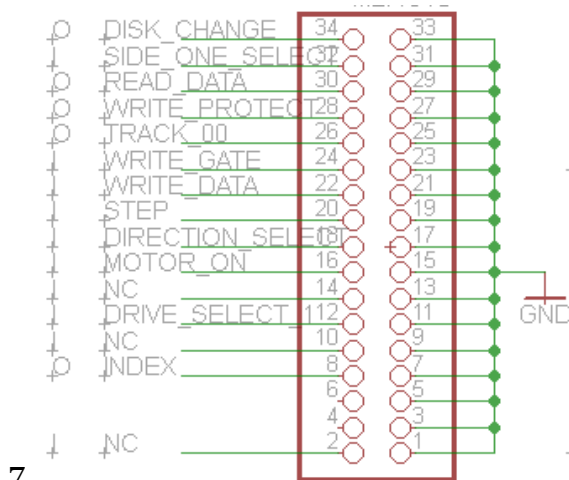 O DISK_CHANGE 34 33
I SIDE_ONE_SELECT 32 31
O READ_DATA 30 29
O WRITE_PROTECT 28 27
O TRACK_00 26 25
I WRITE_GATE 24 23
I WRITE_DATA 22 21
I STEP 20 19
I DIRECTION_SELECT 18 17
I MOTOR_ON 16 15
I NC 14 13
GND
I DRIVE_SELECT_1 12 11
I NC 10 9
O INDEX 8 7
6 5
4 3
I NC 2 1
7